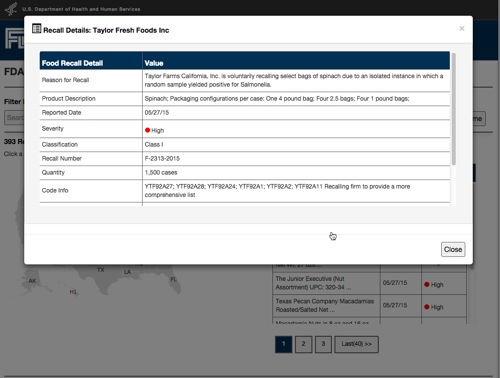 U.S. Department of Health and Human Services
Recall Details: Taylor Fresh Foods Inc
×
Food Recall Detail Value
Reason for Recall Taylor Farms California, Inc. is voluntarily recalling select bags of spinach due to an isolated instance in which a
random sample yielded positive for Salmonella.
Product Description Spinach; Packaging configurations per case: One 4 pound bag; Four 2.5 bags; Four 1 pound bags;
Reported Date 05/27/15
Severity High
Classification Class I
Recall Number F-2313-2015
Quantity 1,500 cases
Code Info YTF92A27; YTF92A28; YTF92A24; YTF92A1; YTF92A2; YTF92A11 Recalling firm to provide a more
comprehensive list
Close
FDA
Filter
Sear
me
393 R
Click a
AK
HI
TX
LA
FL
The Junior Executive (Nut
Assortment) UPC: 320-34 ... 05/27/15 High
Texas Pecan Company Macadamias
Roasted/Salted Net ... 05/27/15 High
1 2 3 Last(40) >>